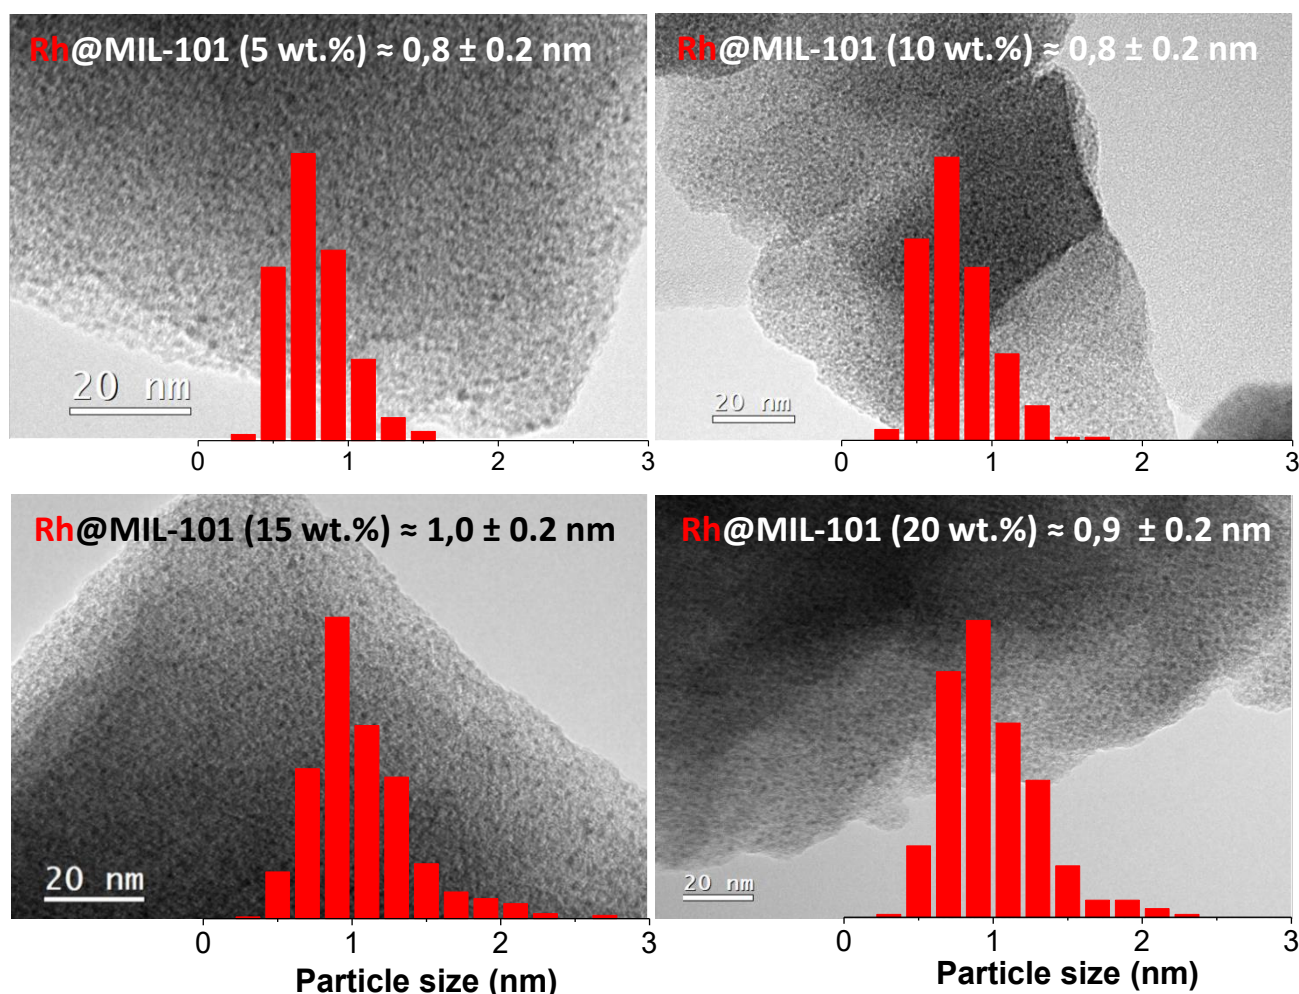 Rh@MIL-101 (5 wt.%) ≈ 0,8 ± 0.2 nm
20 nm
0 1 2 3
Rh@MIL-101 (10 wt.%) ≈ 0,8 ± 0.2 nm
20 nm
0 1 2 3
Rh@MIL-101 (15 wt.%) ≈ 1,0 ± 0.2 nm
20 nm
0 1 2 3
Particle size (nm)
Rh@MIL-101 (20 wt.%) ≈ 0,9 ± 0.2 nm
20 nm
0 1 2 3
Particle size (nm)